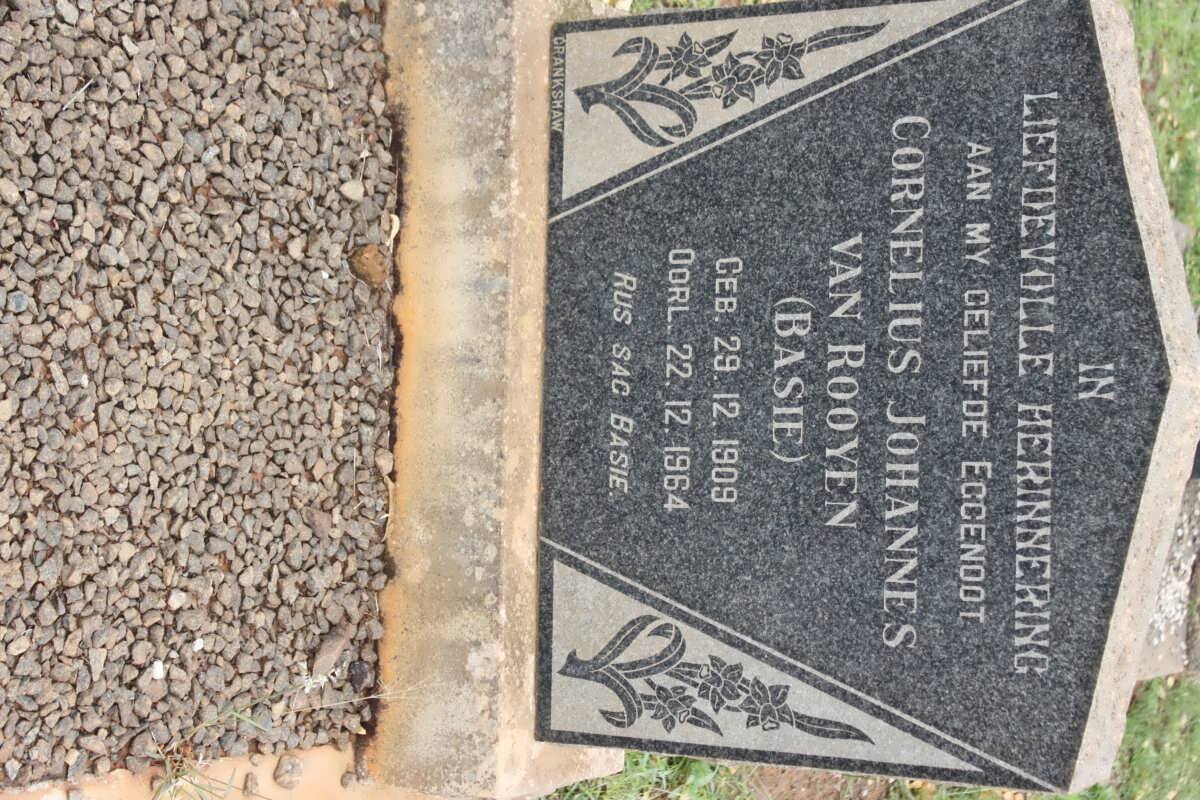 IN
LIEFDEVOLLE HERINNERING
AAN MY GELIEFDE EGGENOOT
CORNELIUS JOHANNES
VAN ROOYEN
(BASIE)
GEB. 29.12.1909
OORL. 22.12.1964
RUS SAG BASIE.
CRANKSHAW